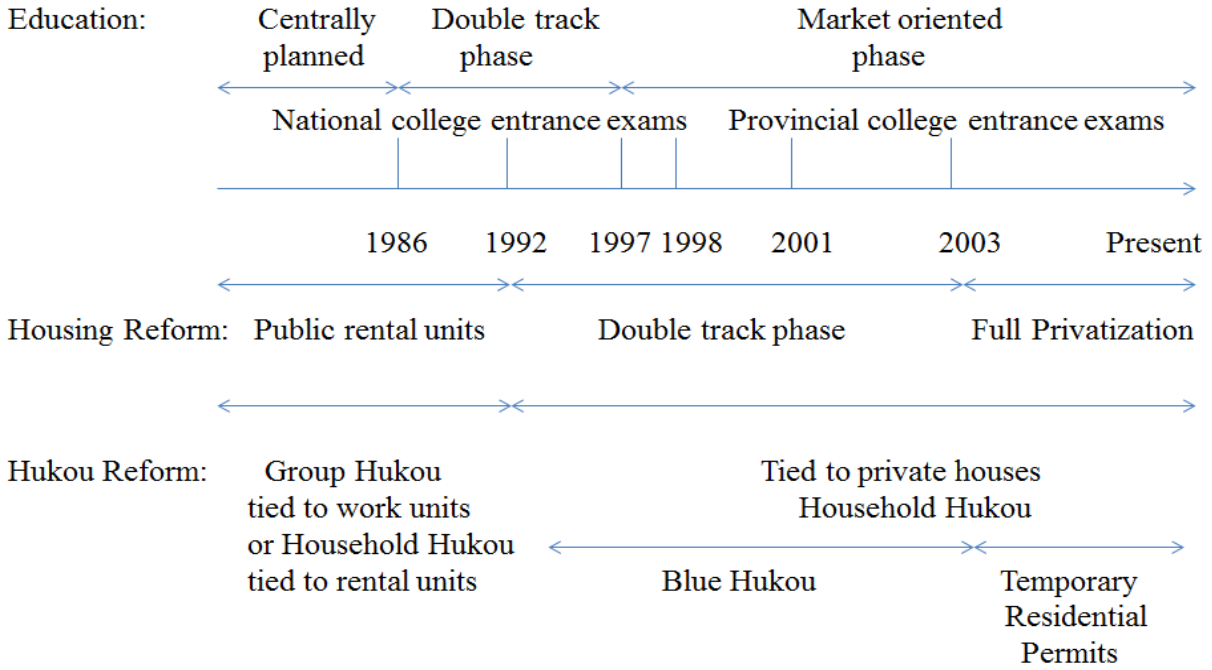 Education: Centrally Double track Market oriented
planned phase phase
National college entrance exams Provincial college entrance exams
1986 1992 1997 1998 2001 2003 Present
Housing Reform: Public rental units Double track phase Full Privatization
Hukou Reform: Group Hukou Tied to private houses
tied to work units Household Hukou
or Household Hukou
tied to rental units Blue Hukou Temporary
Residential
Permits